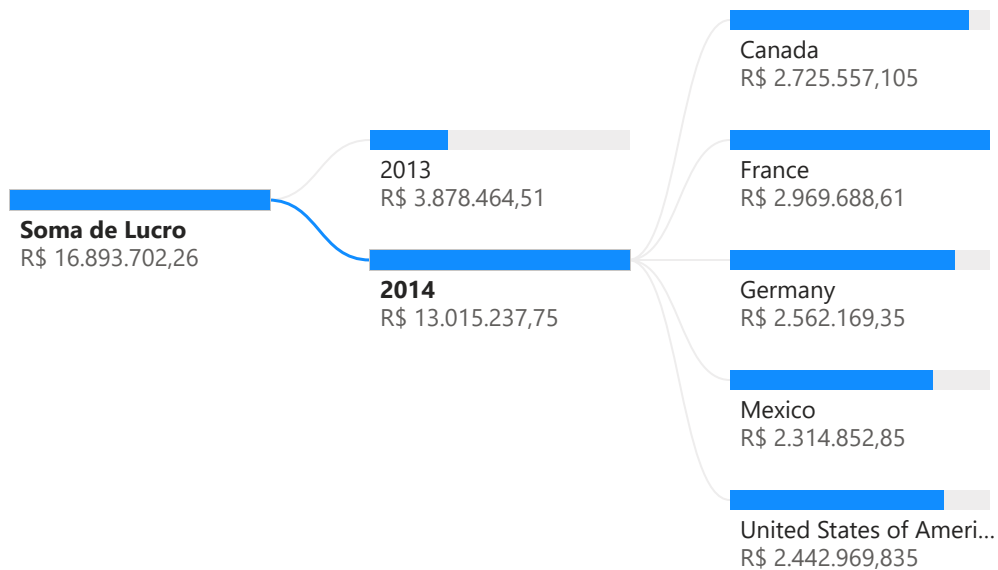 Soma de Lucro
R$ 16.893.702,26
2013
R$ 3.878.464,51
2014
R$ 13.015.237,75
Canada
R$ 2.725.557,105
France
R$ 2.969.688,61
Germany
R$ 2.562.169,35
Mexico
R$ 2.314.852,85
United States of Ameri...
R$ 2.442.969,835